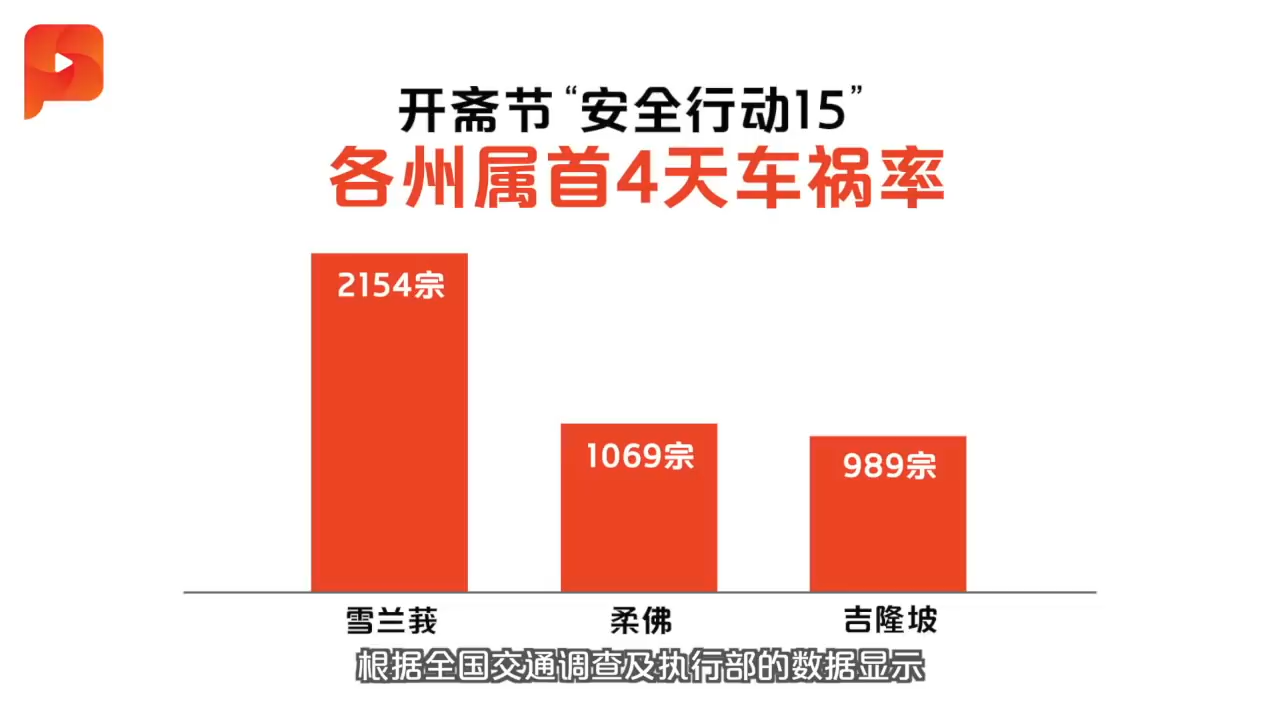 开斋节“安全行动15”
各州属首4天车祸率
2154宗
1069宗
989宗
雪兰莪
柔佛
吉隆坡
根据全国交通调查及执行部的数据显示